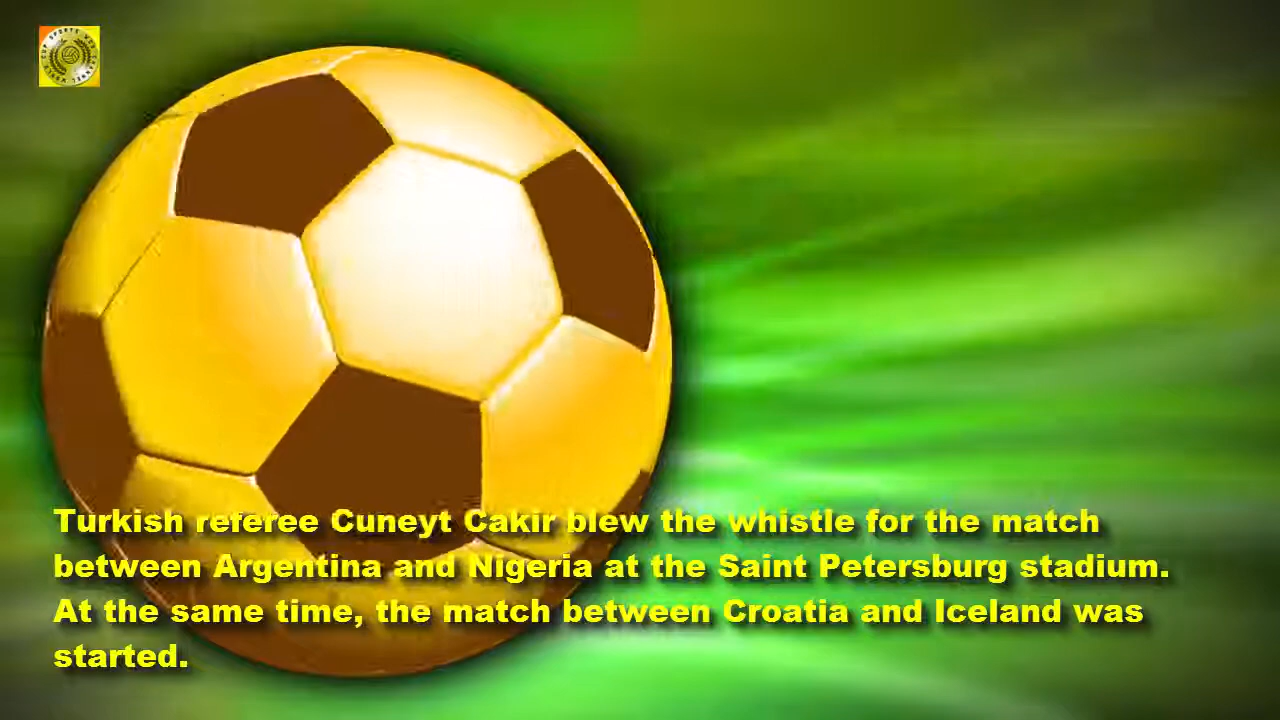 Turkish referee Cuneyt Cakir blew the whistle for the match
between Argentina and Nigeria at the Saint Petersburg stadium.
At the same time, the match between Croatia and Iceland was
started.